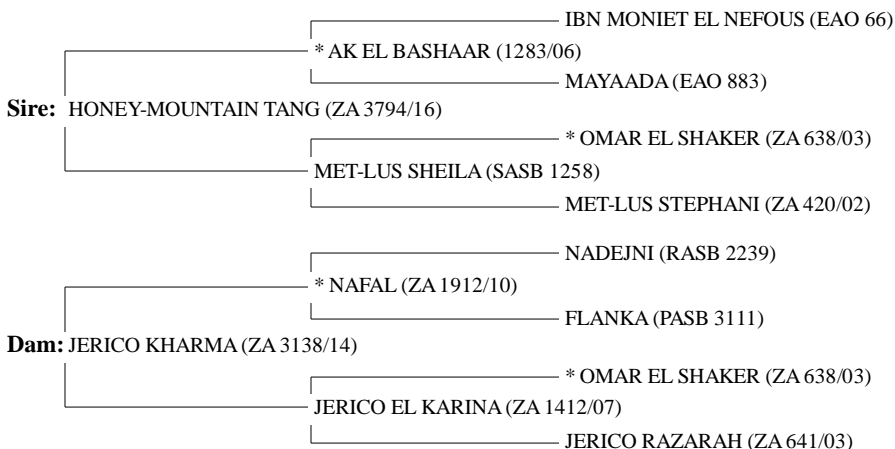 IBN MONIET EL NEFOUS (EAO 66)
* AK EL BASHAAR (1283/06)
MAYAADA (EAO 883)
Sire: HONEY-MOUNTAIN TANG (ZA 3794/16)
* OMAR EL SHAKER (ZA 638/03)
MET-LUS SHEILA (SASB 1258)
MET-LUS STEPHANI (ZA 420/02)
NADEJNI (RASB 2239)
* NAFAL (ZA 1912/10)
FLANKA (PASB 3111)
Dam: JERICO KHARMA (ZA 3138/14)
* OMAR EL SHAKER (ZA 638/03)
JERICO EL KARINA (ZA 1412/07)
JERICO RAZARAH (ZA 641/03)